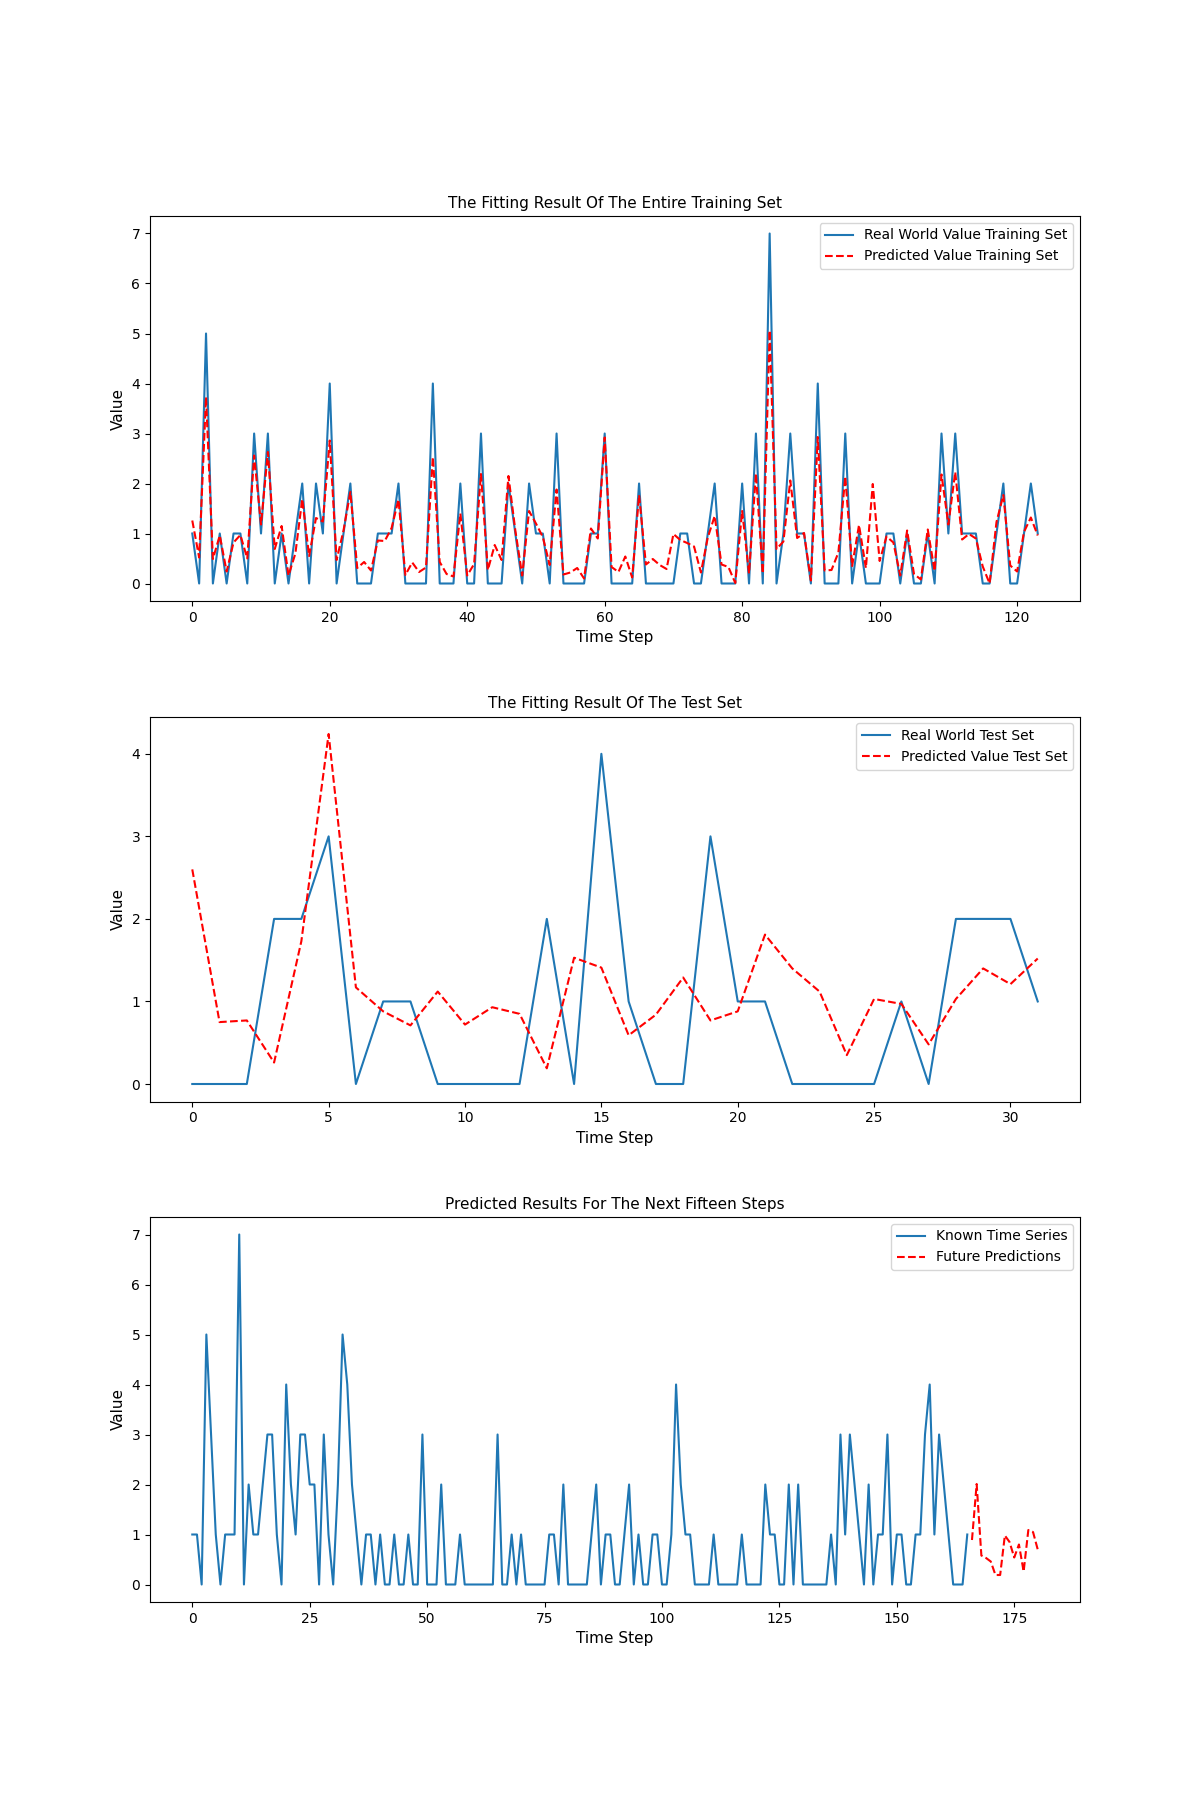 The Fitting Result Of The Entire Training Set
Real World Value Training Set
Predicted Value Training Set
Value
7
6
5
4
3
2
1
0
0 20 40 60 80 100 120
Time Step
The Fitting Result Of The Test Set
Real World Test Set
Predicted Value Test Set
Value
4
3
2
1
0
0 5 10 15 20 25 30
Time Step
Predicted Results For The Next Fifteen Steps
Known Time Series
Future Predictions
Value
7
6
5
4
3
2
1
0
0 25 50 75 100 125 150 175
Time Step